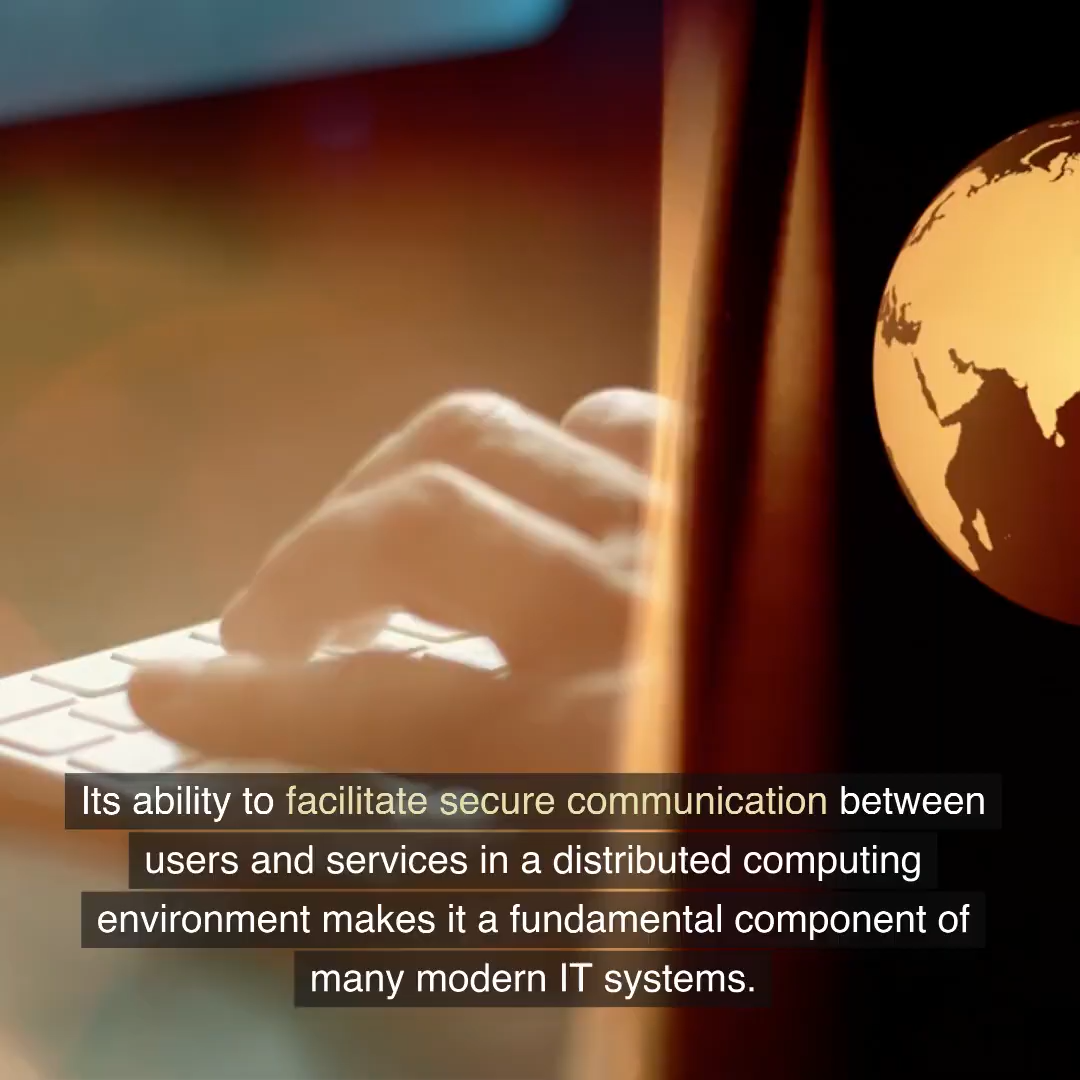 Its ability to facilitate secure communication between
users and services in a distributed computing
environment makes it a fundamental component of
many modern IT systems.